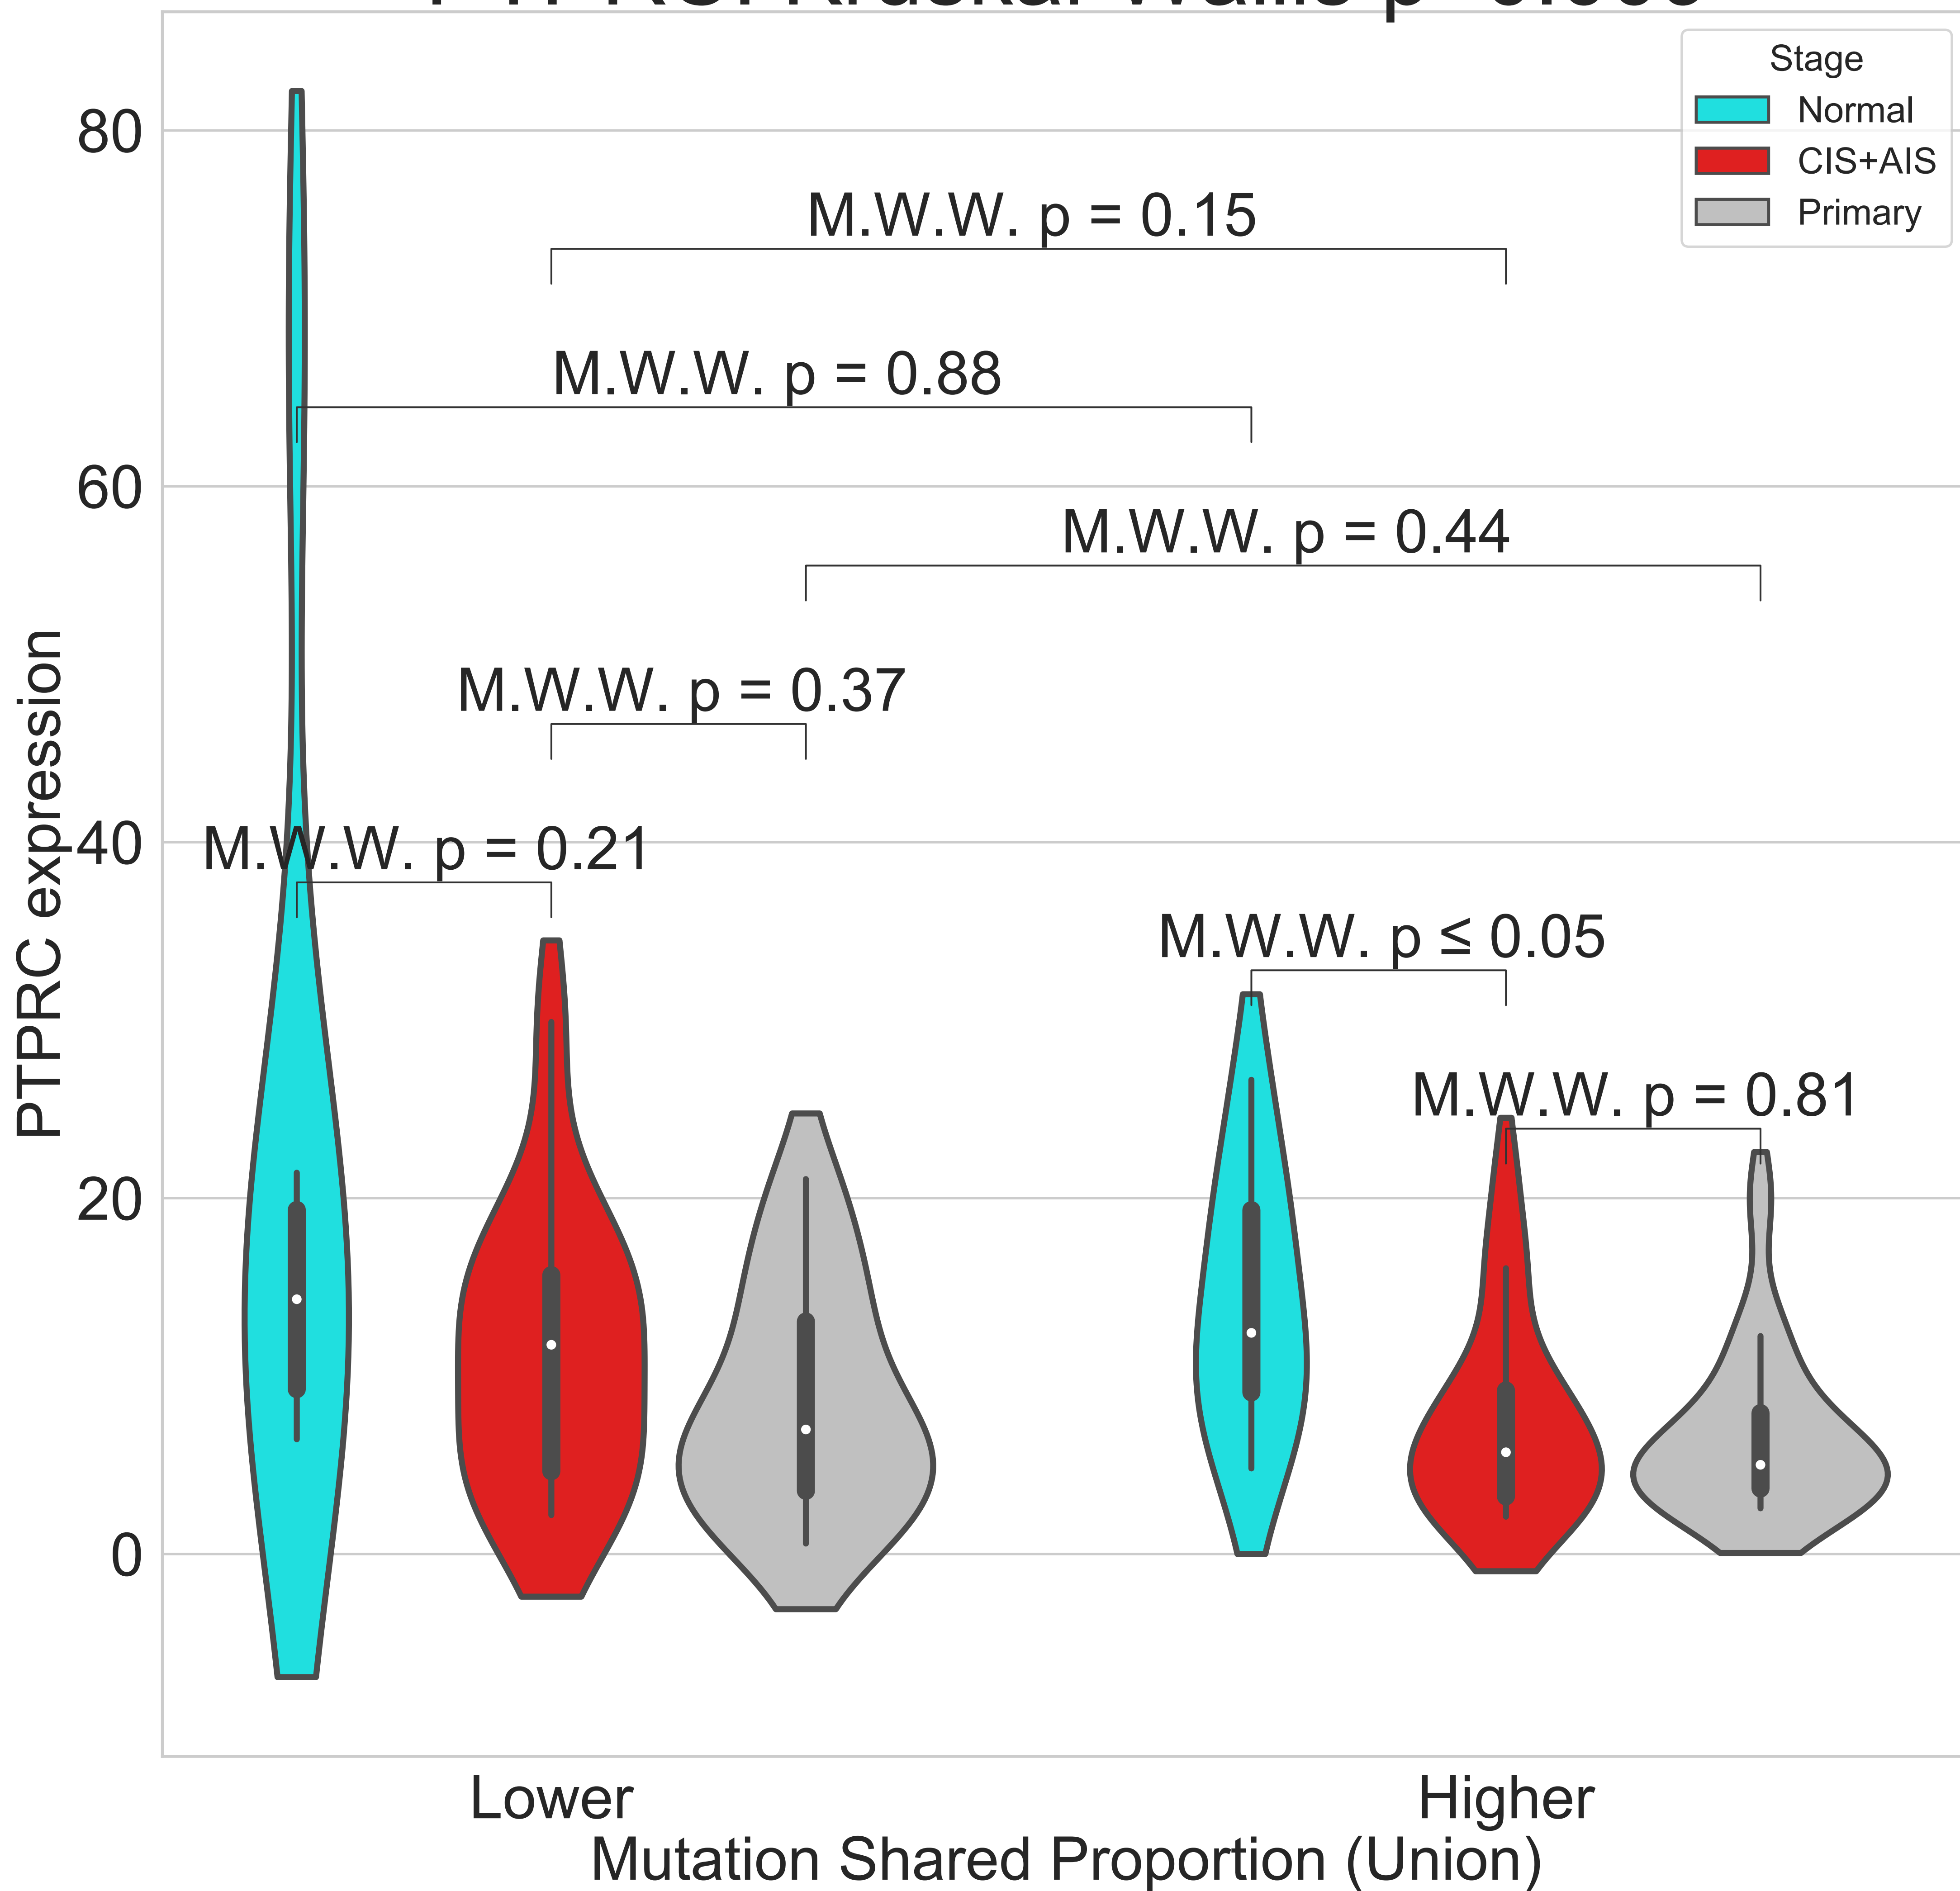 Stage
Normal
CIS+AIS
Primary
80
60
40
20
0
PTPRC expression
M.W.W. p = 0.15
M.W.W. p = 0.88
M.W.W. p = 0.44
M.W.W. p = 0.37
M.W.W. p = 0.21
M.W.W. p ≤ 0.05
M.W.W. p = 0.81
Lower
Higher
Mutation Shared Proportion (Union)